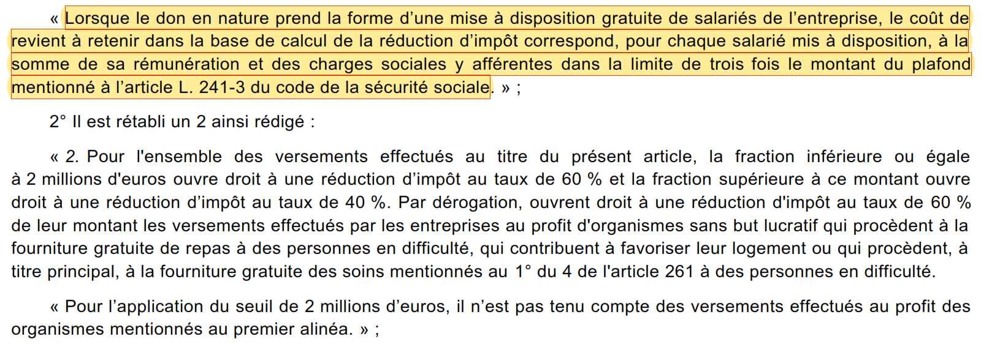 « Lorsque le don en nature prend la forme d’une mise à disposition gratuite de salariés de l’entreprise, le coût de
revient à retenir dans la base de calcul de la réduction d’impôt correspond, pour chaque salarié mis à disposition, à la
somme de sa rémunération et des charges sociales y afférentes dans la limite de trois fois le montant du plafond
mentionné à l’article L. 241-3 du code de la sécurité sociale. » ;
2° Il est rétabli un 2 ainsi rédigé :
« 2. Pour l'ensemble des versements effectués au titre du présent article, la fraction inférieure ou égale
à 2 millions d'euros ouvre droit à une réduction d’impôt au taux de 60 % et la fraction supérieure à ce montant ouvre
droit à une réduction d’impôt au taux de 40 %. Par dérogation, ouvrent droit à une réduction d'impôt au taux de 60 %
de leur montant les versements effectués par les entreprises au profit d'organismes sans but lucratif qui procèdent à la
fourniture gratuite de repas à des personnes en difficulté, qui contribuent à favoriser leur logement ou qui procèdent, à
titre principal, à la fourniture gratuite des soins mentionnés au 1° du 4 de l'article 261 à des personnes en difficulté.
« Pour l’application du seuil de 2 millions d’euros, il n’est pas tenu compte des versements effectués au profit des
organismes mentionnés au premier alinéa. » ;